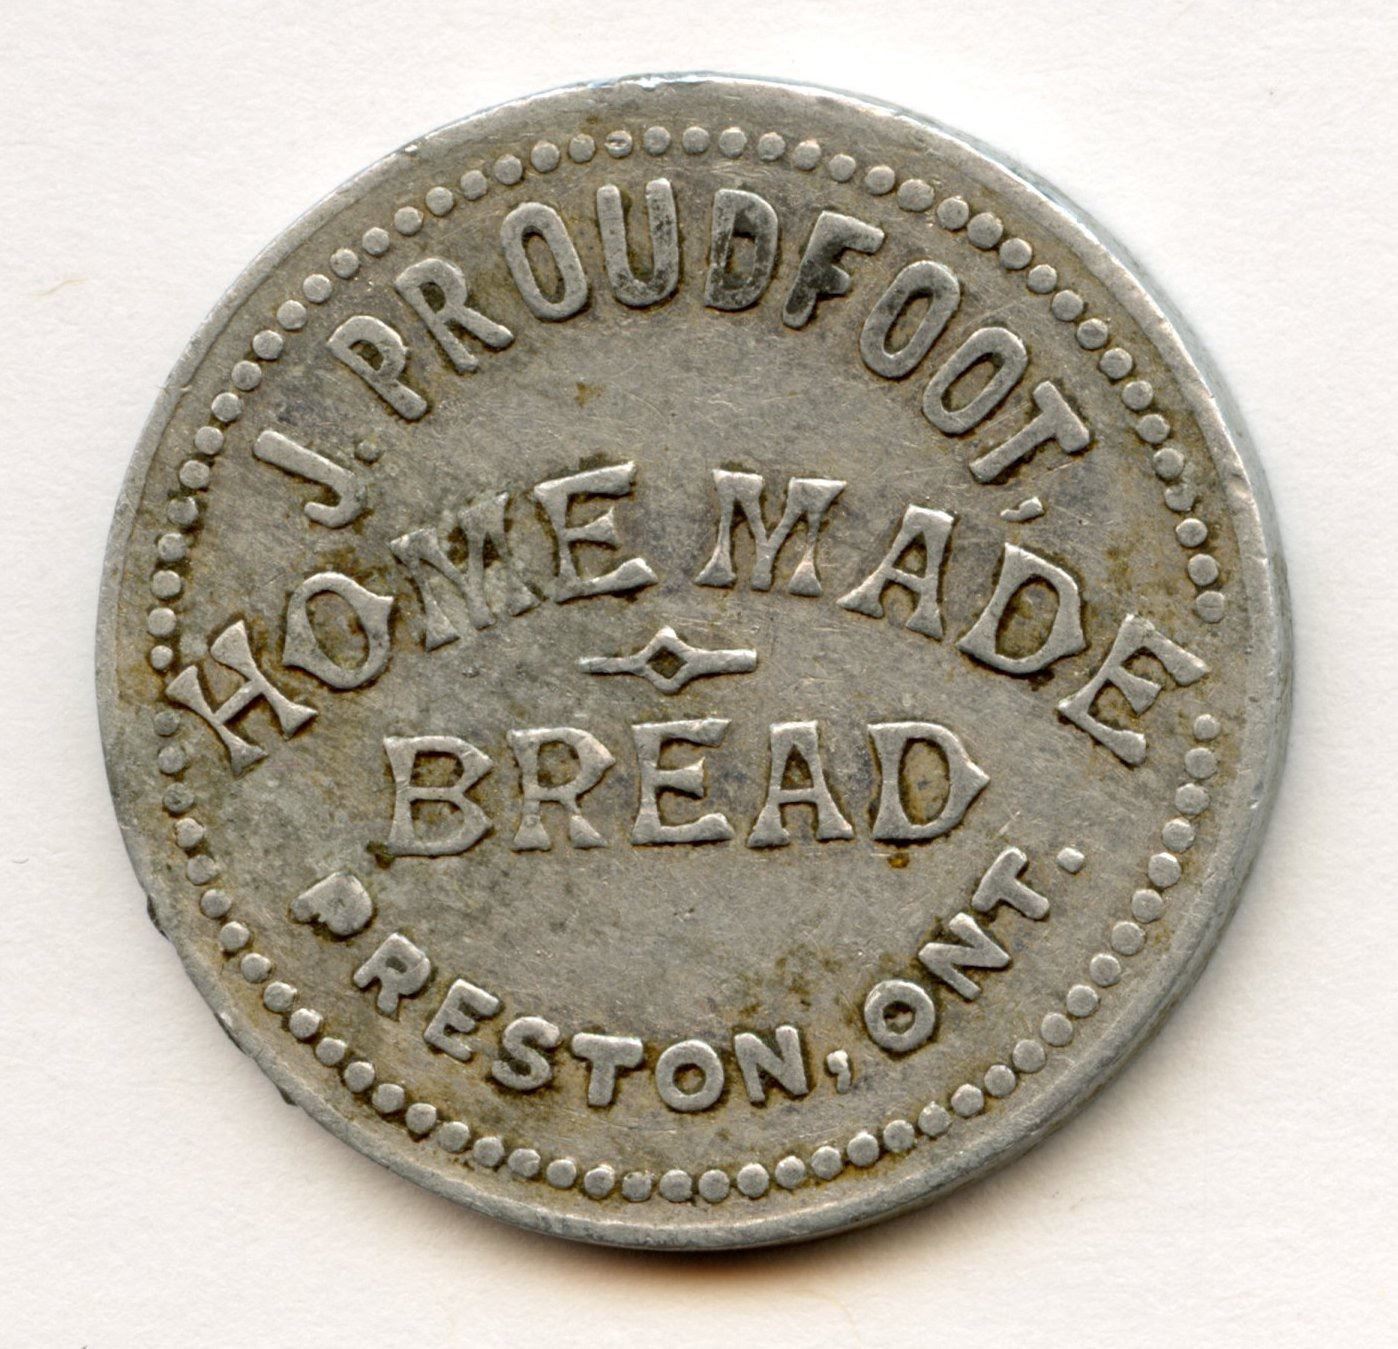 J. PROUDFOOT,
HOME MADE
BREAD
PRESTON, ONT.